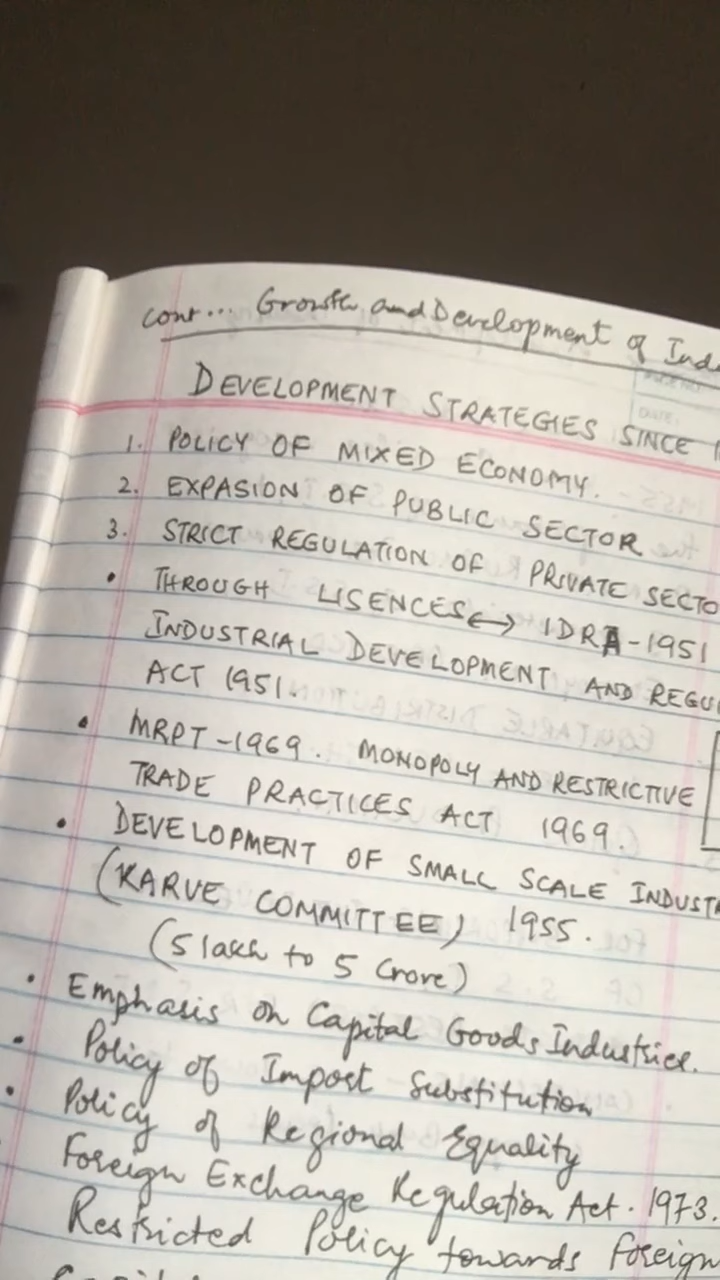 cont... Growth and Development of Ind
DEVELOPMENT STRATEGIES SINCE
1. POLICY OF MIXED ECONOMY.
2. EXPASION OF PUBLIC SECTOR
3. STRICT REGULATION OF PRIVATE SECTO
• THROUGH LISENCES ↔ IDRA-1951
INDUSTRIAL DEVELOPMENT AND REGU
ACT 1951.
• MRPT-1969. MONOPOLY AND RESTRICTIVE
TRADE PRACTICES ACT 1969.
• DEVELOPMENT OF SMALL SCALE INDUST
(KARVE COMMITTEE) 1955.
(5 lakh to 5 Crore)
• Emphasis on Capital Goods Industries.
• Policy of Import Substitution
• Policy of Regional Equality
Foreign Exchange Regulation Act. 1973.
Restricted Policy towards foreign